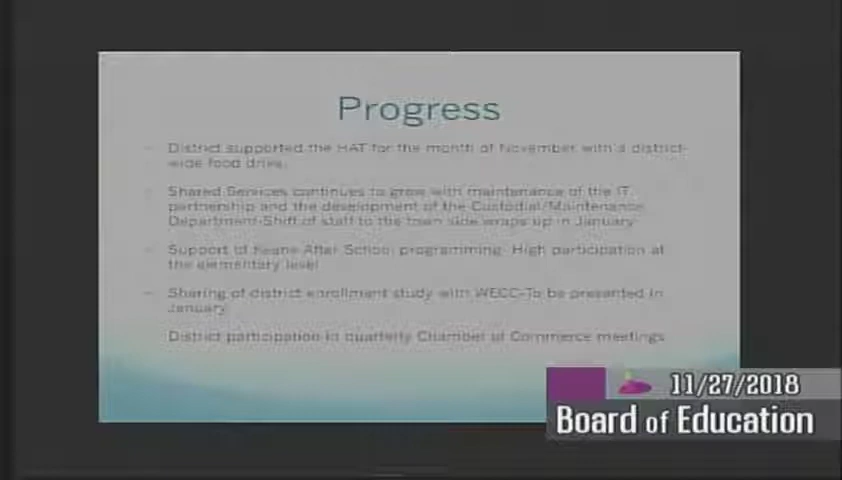 Progress
District supported the HAT for the month of November with a district-
wide food drive.
Shared Services continues to grow with maintenance of the IT
partnership and the development of the Custodial/Maintenance
Department-Shift of staff to the town side wraps up in January
Support of Keane After School programming. High participation at
the elementary level
Sharing of district enrollment study with WECC-To be presented in
January
District participation in quarterly Chamber of Commerce meetings
11/27/2018
Board of Education